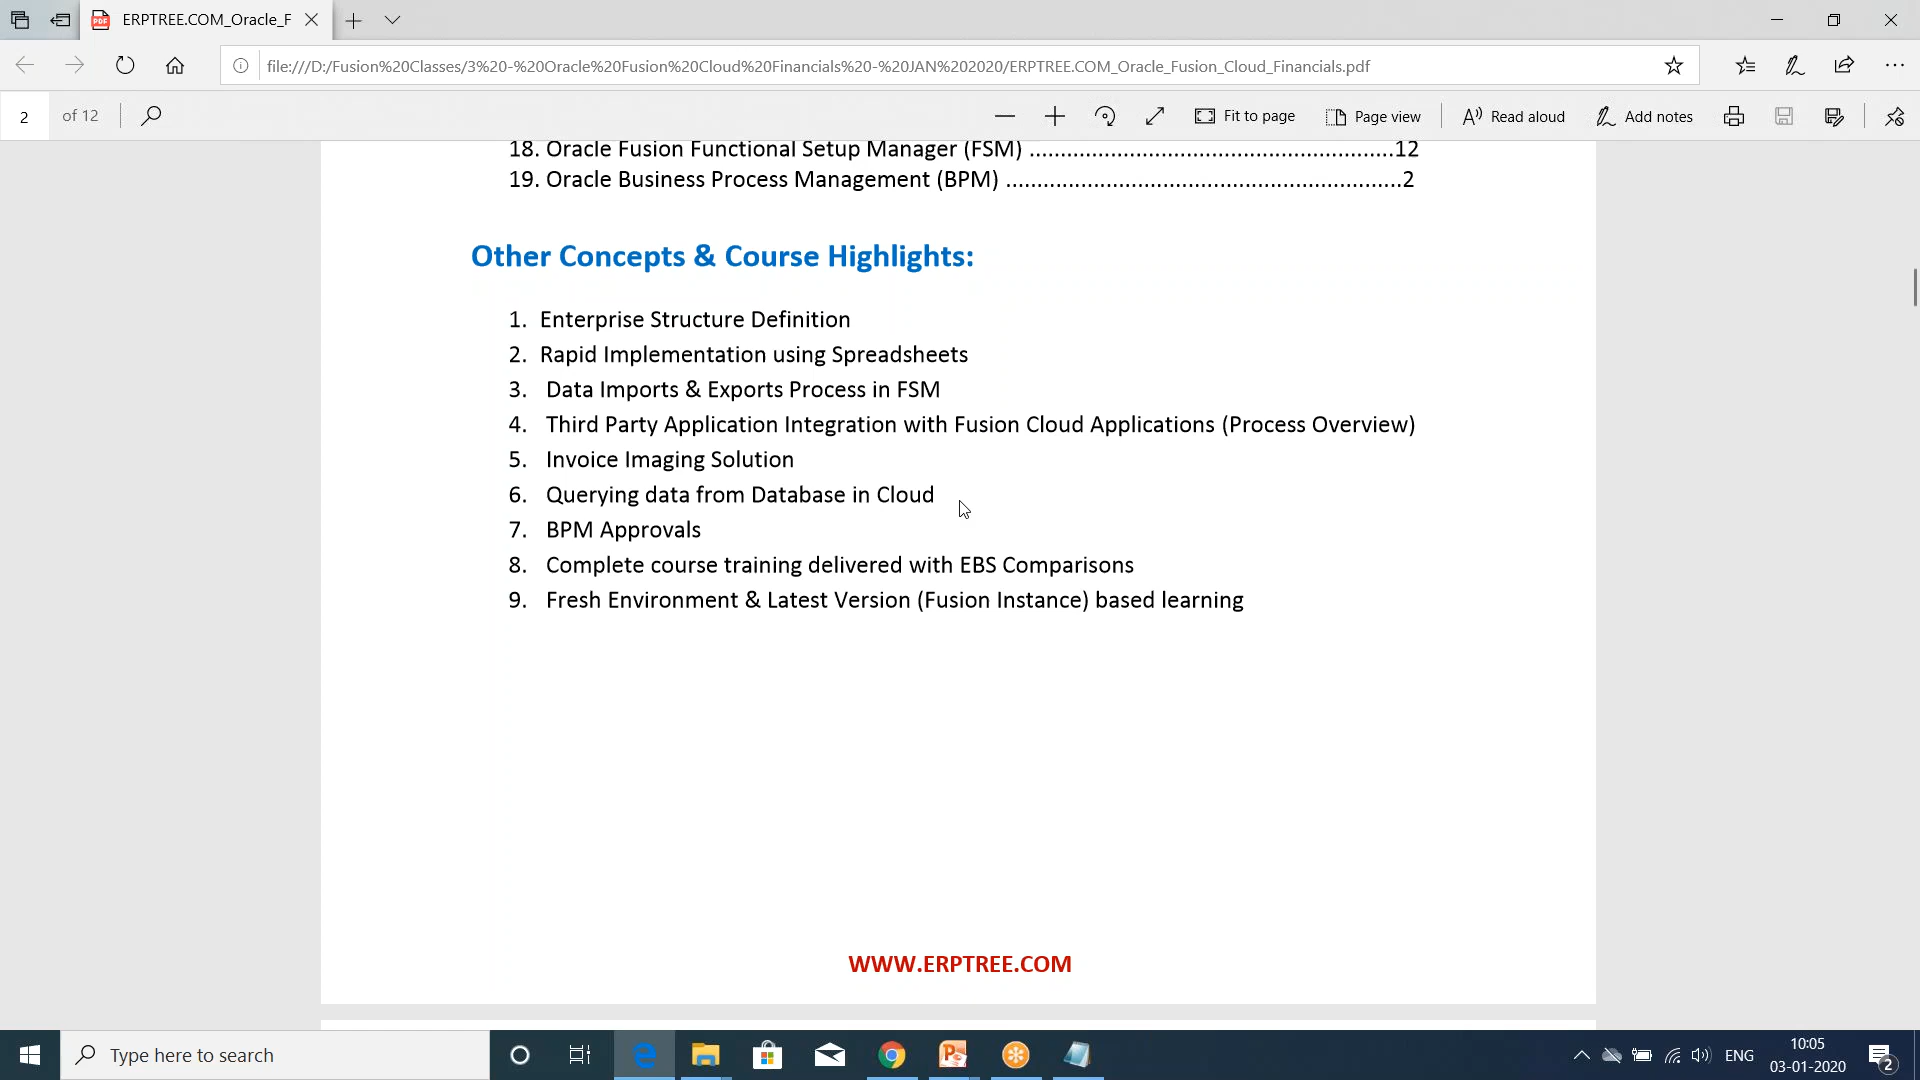 ERPTREE.COM_Oracle_F
file:///D:/Fusion%20Classes/3%20-%20Oracle%20Fusion%20Cloud%20Financials%20-%20JAN%202020/ERPTREE.COM_Oracle_Fusion_Cloud_Financials.pdf
2 of 12 Fit to page Page view Read aloud Add notes
18. Oracle Fusion Functional Setup Manager (FSM) ..........................................................12
19. Oracle Business Process Management (BPM) ...............................................................2
Other Concepts & Course Highlights:
1. Enterprise Structure Definition
2. Rapid Implementation using Spreadsheets
3. Data Imports & Exports Process in FSM
4. Third Party Application Integration with Fusion Cloud Applications (Process Overview)
5. Invoice Imaging Solution
6. Querying data from Database in Cloud
7. BPM Approvals
8. Complete course training delivered with EBS Comparisons
9. Fresh Environment & Latest Version (Fusion Instance) based learning
WWW.ERPTREE.COM
Type here to search
ENG
10:05
03-01-2020
2